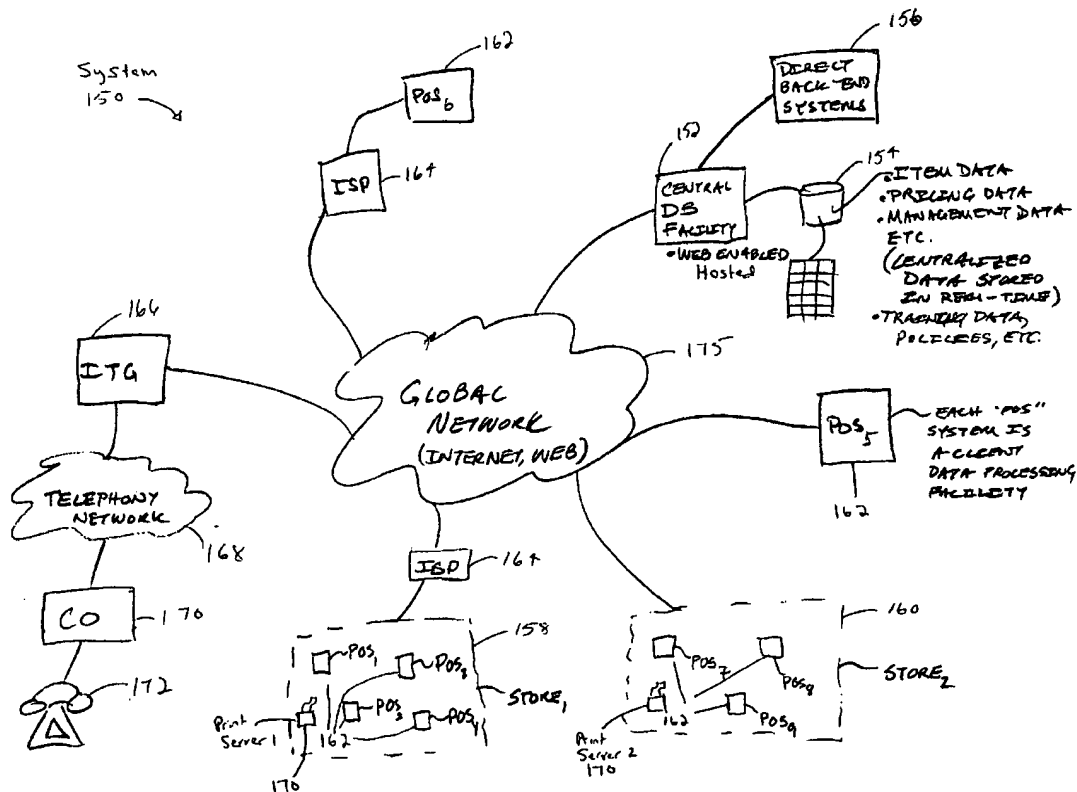 System
150
162
POS6
ISP
164
156
DIRECT
BACK END
SYSTEMS
152
CENTRAL
DB
FACILITY
• WEB ENABLED
Hosted
154
• ITEM DATA
• PRICING DATA
• MANAGEMENT DATA
ETC.
(CENTRALIZED
DATA STORED
IN REAL-TIME)
• TRAINING DATA,
POLICIES, ETC.
166
ITG
175
GLOBAL
NETWORK
(INTERNET, WEB)
POS5
162
EACH "POS"
SYSTEM IS
A CLIENT
DATA PROCESSING
FACILITY
TELEPHONY
NETWORK
168
ISP
164
CO
170
172
158
STORE1
POS1
POS2
POS3
POS4
162
Print
Server 1
170
160
STORE2
POS7
POS8
POS9
162
Print
Server 2
170